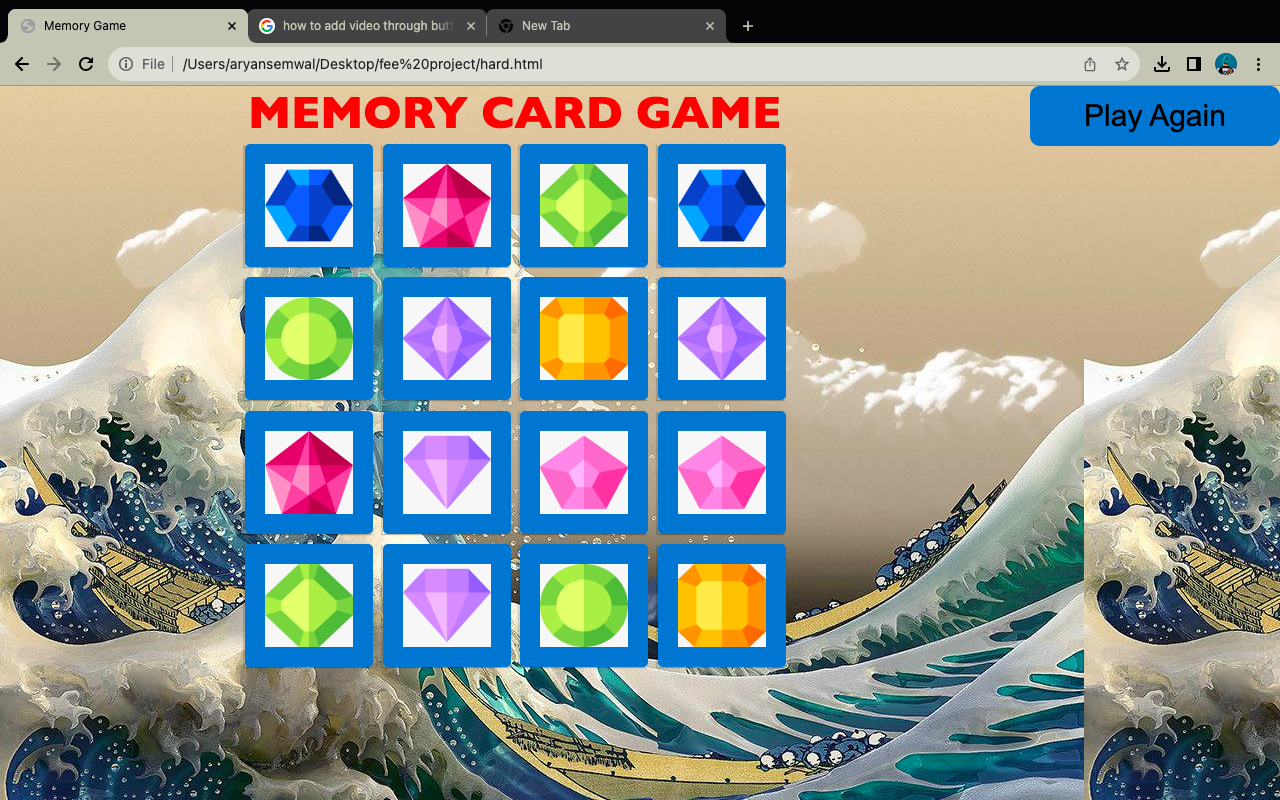 Memory Game
how to add video through butt
New Tab
File
/Users/aryansemwal/Desktop/fee%20project/hard.html
MEMORY CARD GAME
Play Again